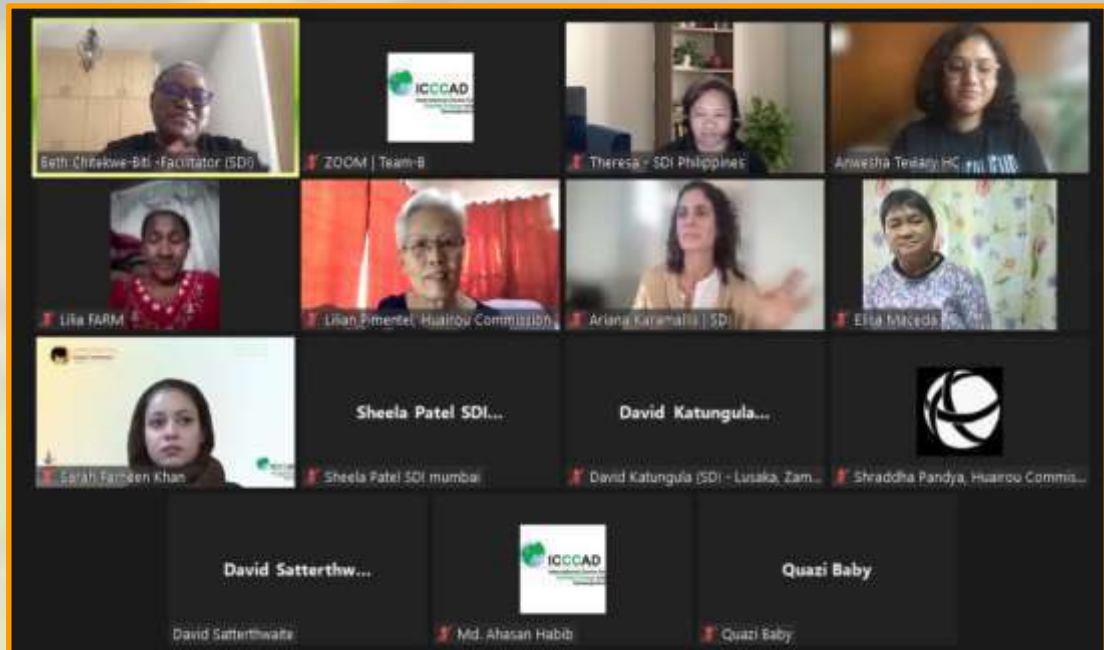 Beth Chitekwe-Biti -Facilitator (SDI)
ICCCAD
ZOOM | Team-B
Theresa - SDI Philippines
Anwesha Tewary HC
Lilia FARM
Lilian Pimentel, Huairou Commission
Ariana Karamallis | SDI
Elisa Maceda
Sarah Farheen Khan
Sheela Patel SDI...
Sheela Patel SDI mumbai
David Katungula...
David Katungula (SDI - Lusaka, Zam...
Shraddha Pandya, Huairou Commis...
David Satterthw...
David Satterthwaite
ICCCAD
Md. Ahasan Habib
Quazi Baby
Quazi Baby